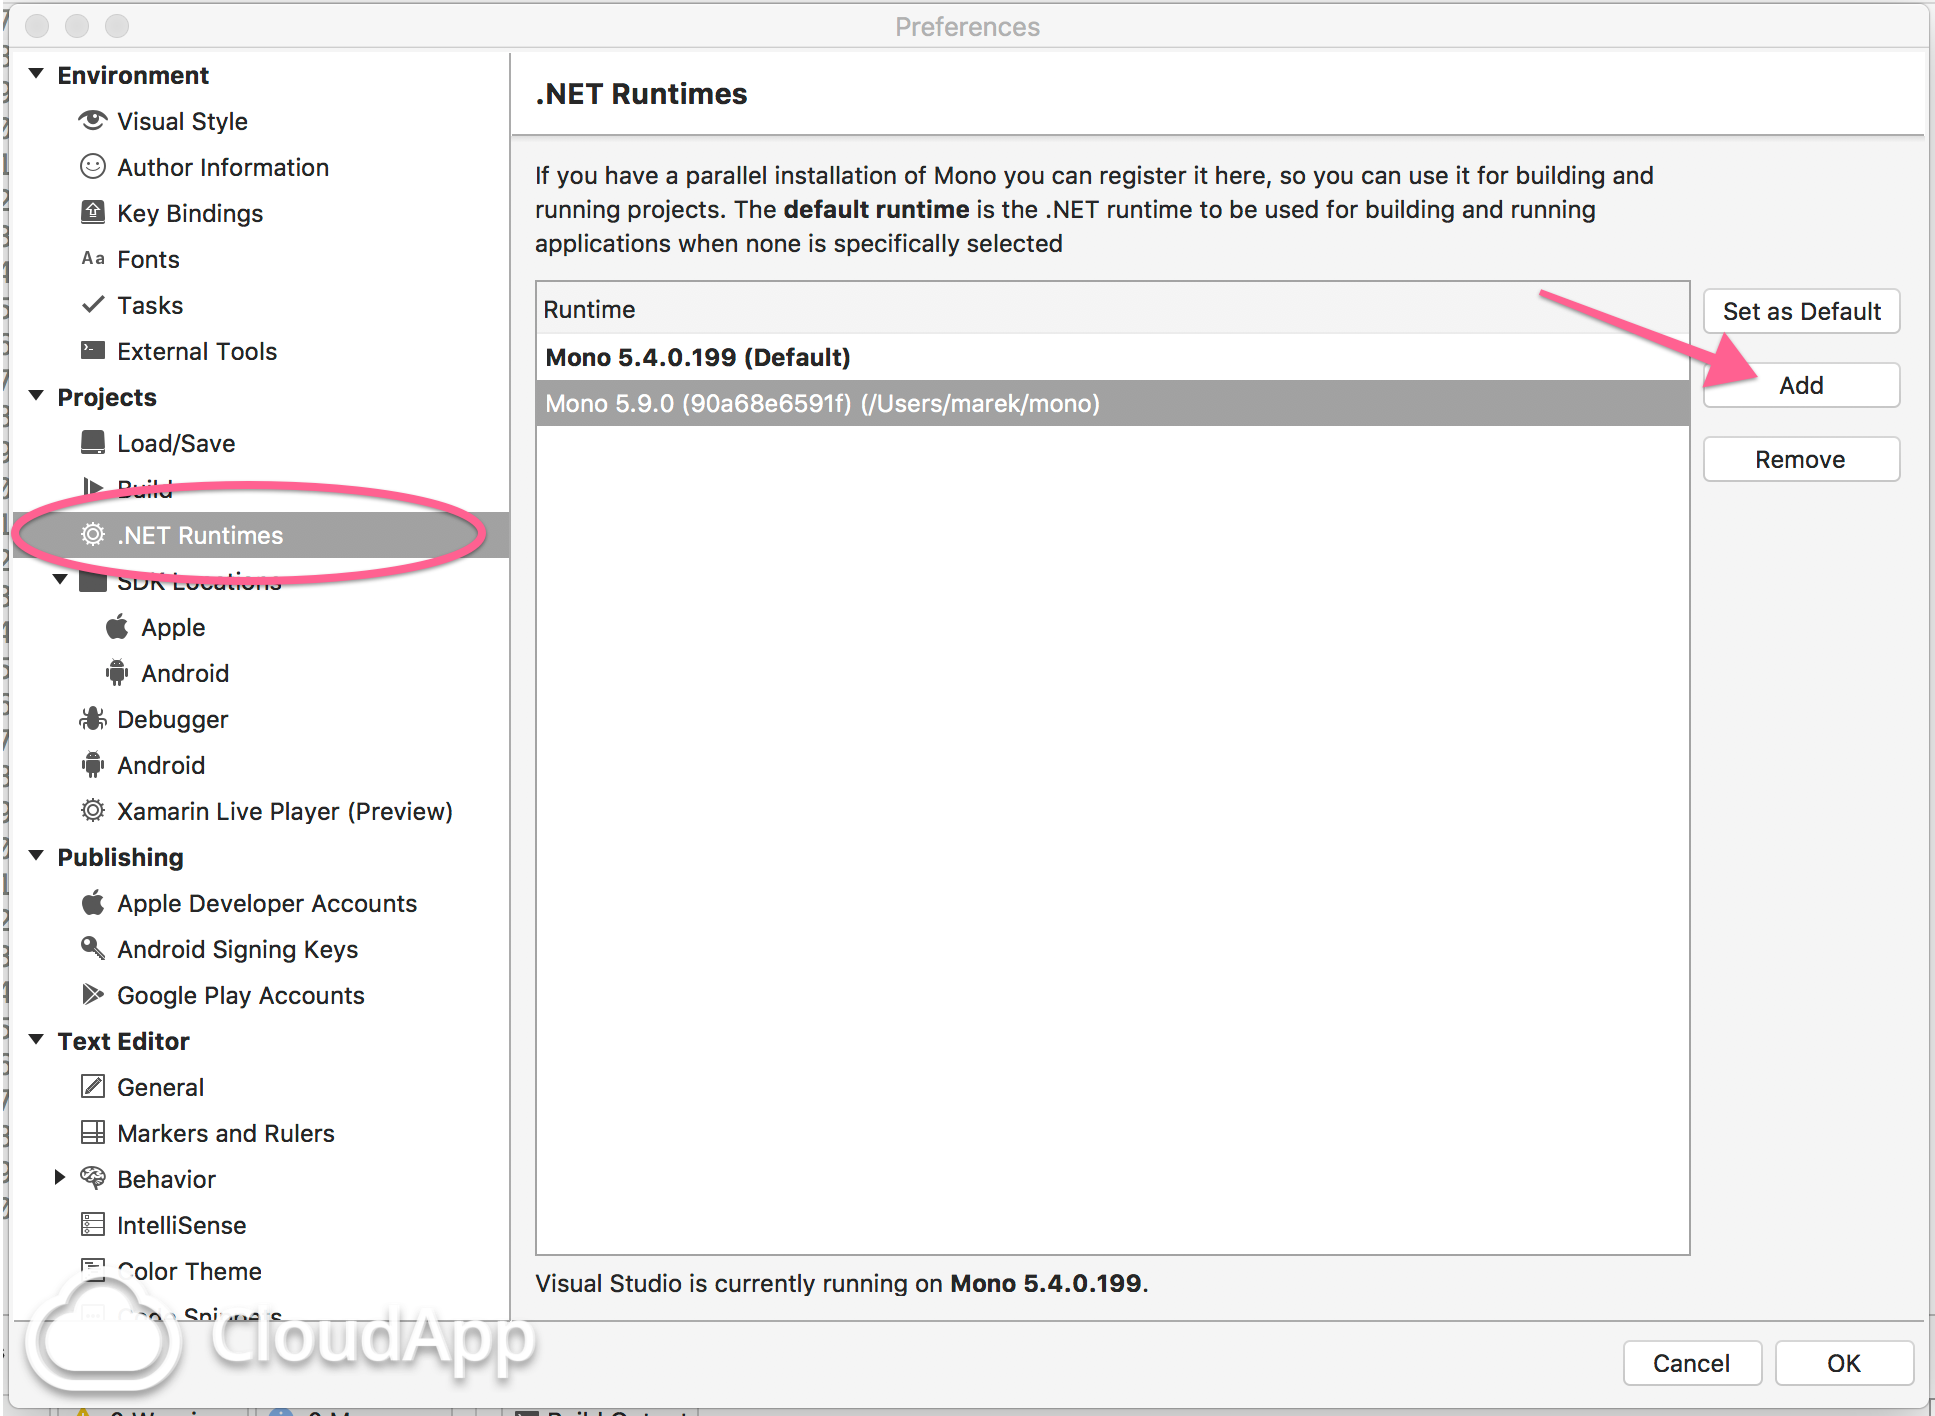 Preferences
Environment
Visual Style
Author Information
Key Bindings
Aa Fonts
Tasks
External Tools
Projects
Load/Save
Build
.NET Runtimes
SDK Locations
Apple
Android
Debugger
Android
Xamarin Live Player (Preview)
Publishing
Apple Developer Accounts
Android Signing Keys
Google Play Accounts
Text Editor
General
Markers and Rulers
Behavior
IntelliSense
Color Theme
Code Snippets
CloudApp
.NET Runtimes
If you have a parallel installation of Mono you can register it here, so you can use it for building and
running projects. The default runtime is the .NET runtime to be used for building and running
applications when none is specifically selected
Runtime
Mono 5.4.0.199 (Default)
Mono 5.9.0 (90a68e6591f) (/Users/marek/mono)
Set as Default
Add
Remove
Visual Studio is currently running on Mono 5.4.0.199.
Cancel
OK